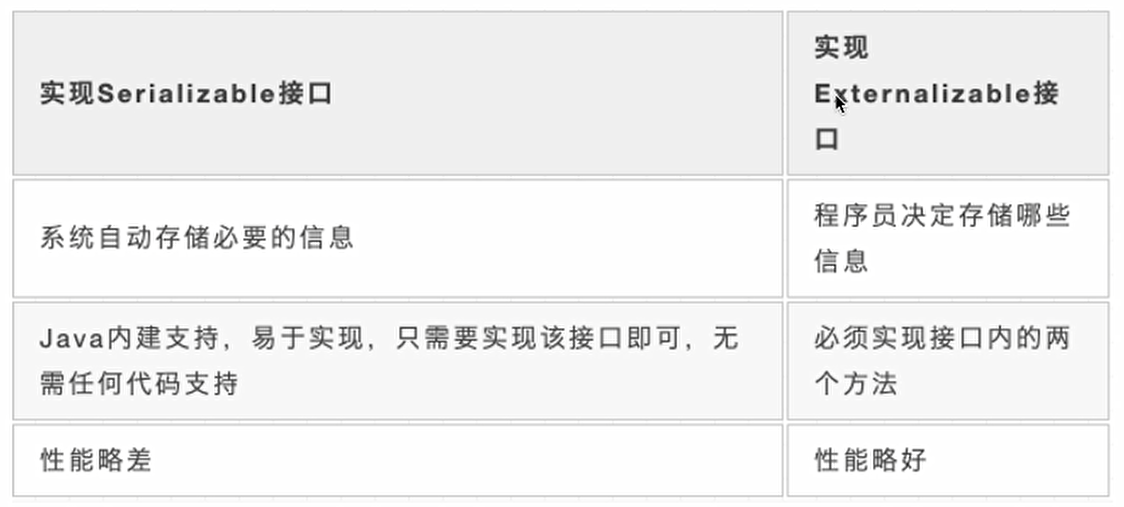 实现Serializable接口
实现
Externalizable接
口
系统自动存储必要的信息
程序员决定存储哪些
信息
Java内建支持，易于实现，只需要实现该接口即可，无
需任何代码支持
必须实现接口内的两
个方法
性能略差
性能略好